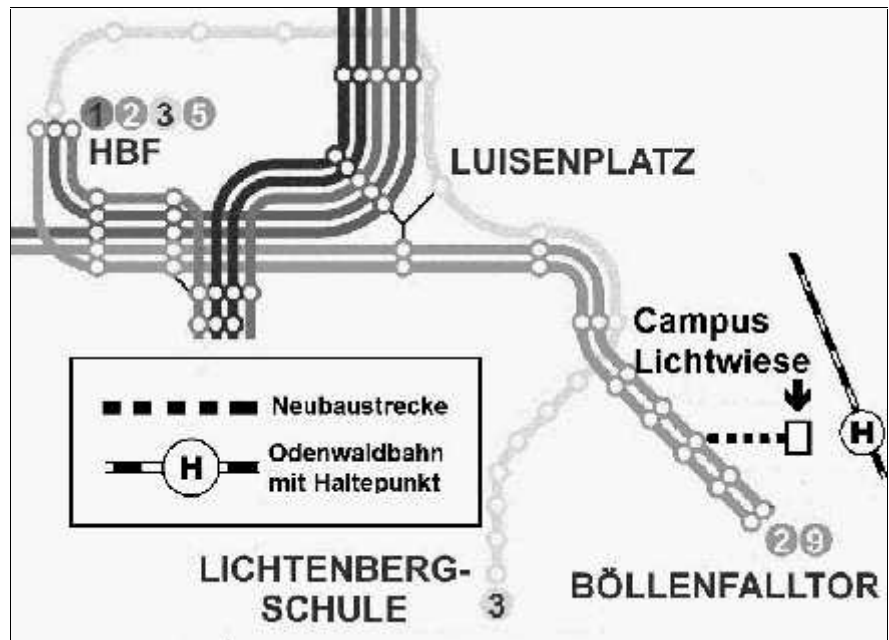 1 2 3 5
HBF
LUISENPLATZ
Campus
Lichtwiese
H
Neubaustrecke
H
Odenwaldbahn
mit Haltepunkt
2 9
BÖLLENFALLTOR
LICHTENBERG-
SCHULE
3